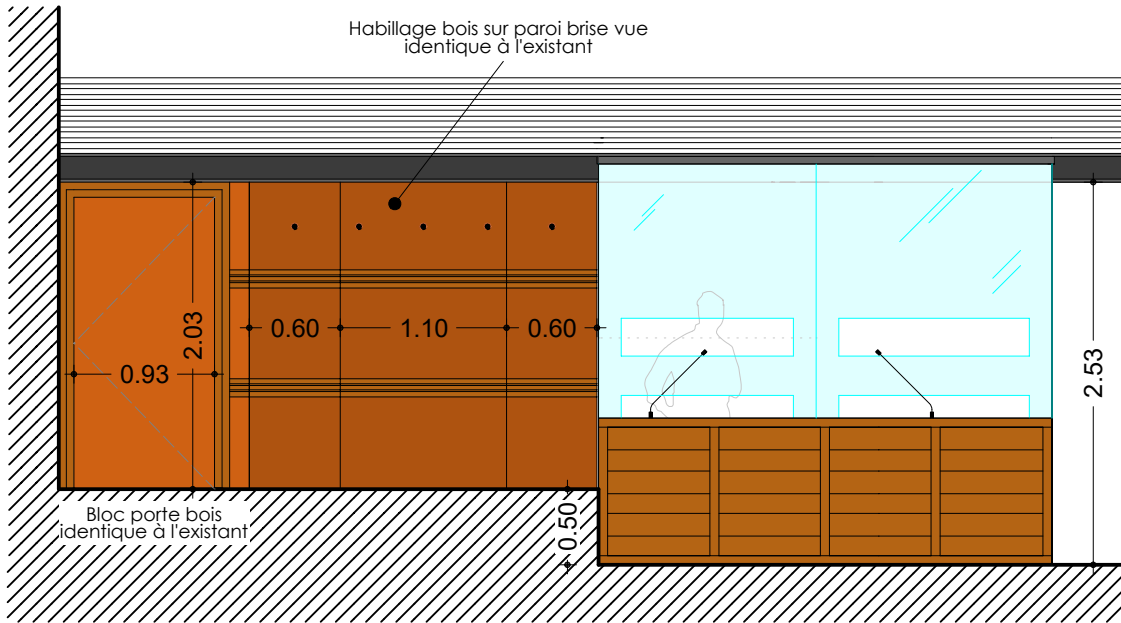 Habillage bois sur paroi brise vue
identique à l'existant
0.60
1.10
0.60
2.03
0.93
2.53
Bloc porte bois
identique à l'existant
0.50